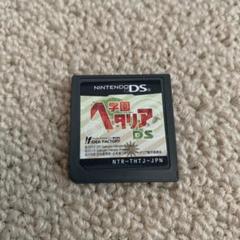 NINTENDO DS
学園
ヘタリア
DS
IDEA FACTORY
NTR-THTJ-JPN